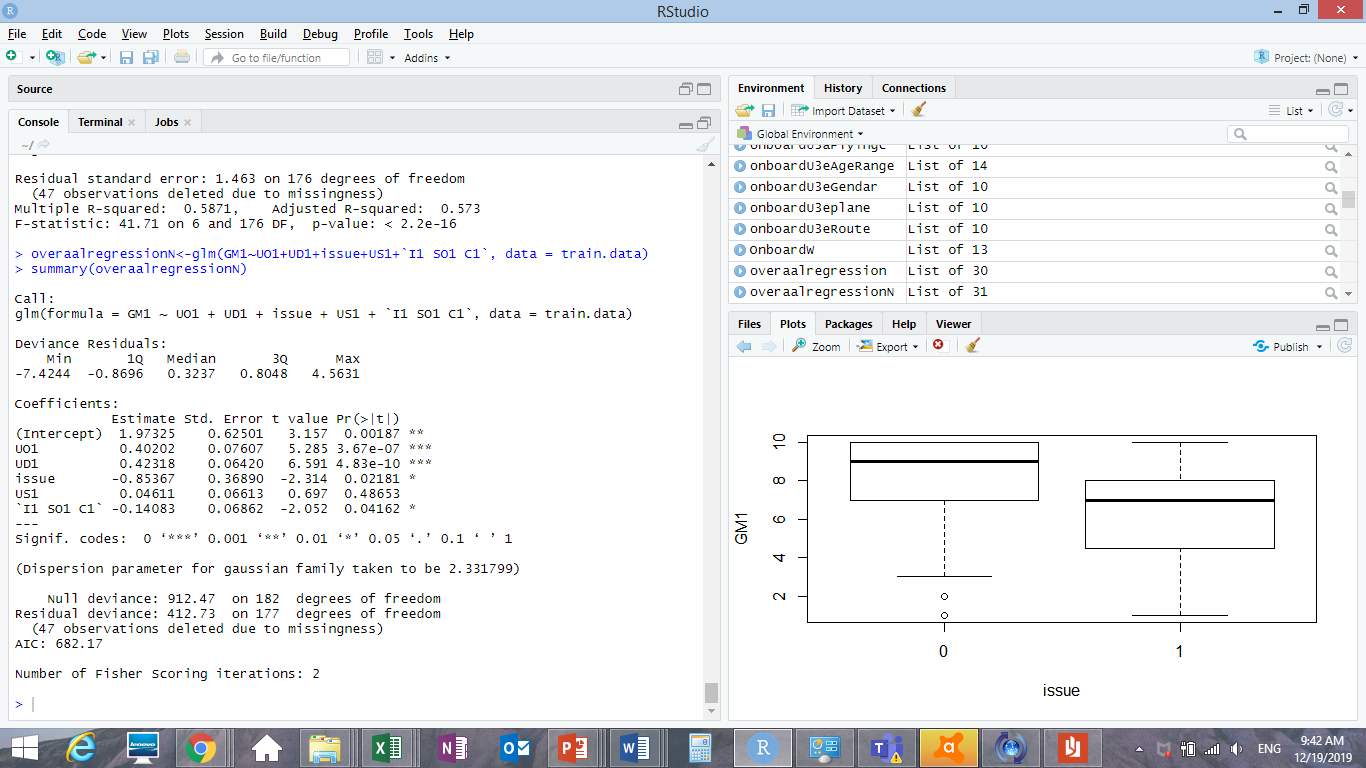 RStudio
File Edit Code View Plots Session Build Debug Profile Tools Help
Go to file/function Addins Project: (None)
Source
Console Terminal Jobs
~/
Residual standard error: 1.463 on 176 degrees of freedom
(47 observations deleted due to missingness)
Multiple R-squared: 0.5871, Adjusted R-squared: 0.573
F-statistic: 41.71 on 6 and 176 DF, p-value: < 2.2e-16
> overaalregressionN<-glm(GM1~UO1+UD1+issue+US1+`I1 SO1 C1`, data = train.data)
> summary(overaalregressionN)
Call:
glm(formula = GM1 ~ UO1 + UD1 + issue + US1 + `I1 SO1 C1`, data = train.data)
Deviance Residuals:
Min 1Q Median 3Q Max
-7.4244 -0.8696 0.3237 0.8048 4.5631
Coefficients:
Estimate Std. Error t value Pr(>|t|)
(Intercept) 1.97325 0.62501 3.157 0.00187 **
UO1 0.40202 0.07607 5.285 3.67e-07 ***
UD1 0.42318 0.06420 6.591 4.83e-10 ***
issue -0.85367 0.36890 -2.314 0.02181 *
US1 0.04611 0.06613 0.697 0.48653
`I1 SO1 C1` -0.14083 0.06862 -2.052 0.04162 *
---
Signif. codes: 0 ‘***’ 0.001 ‘**’ 0.01 ‘*’ 0.05 ‘.’ 0.1 ‘ ’ 1
(Dispersion parameter for gaussian family taken to be 2.331799)
Null deviance: 912.47 on 182 degrees of freedom
Residual deviance: 412.73 on 177 degrees of freedom
(47 observations deleted due to missingness)
AIC: 682.17
Number of Fisher Scoring iterations: 2
>
Environment History Connections
Import Dataset List
Global Environment
List of 10
onboardU3eAgeRange List of 14
onboardU3eGendar List of 10
onboardU3eplane List of 10
onboardU3eRoute List of 10
OnboardW List of 13
overaalregression List of 30
overaalregressionN List of 31
Files Plots Packages Help Viewer
Zoom Export Publish
10
8
6
4
2
GM1
0 1
issue
lenovo
ENG
9:42 AM
12/19/2019